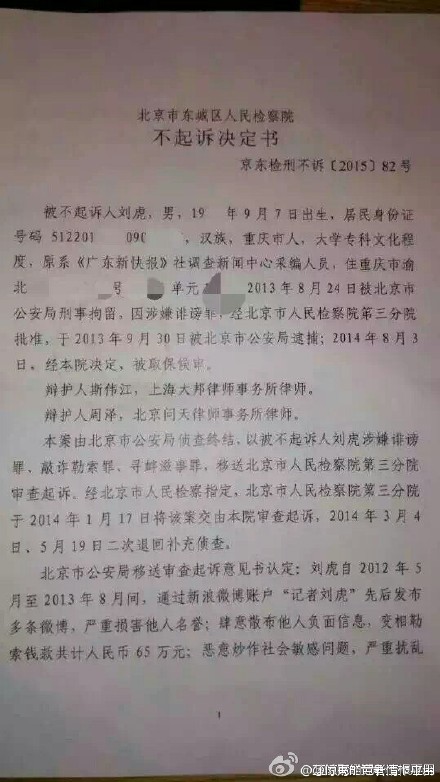 北京市东城区人民检察院
不起诉决定书
京东检刑不诉〔2015〕82号
被不起诉人刘虎，男，19 年9月7日出生，居民身份证
号码512201 090 ，汉族，重庆市人，大学专科文化程
度，原系《广东新快报》社调查新闻中心采编人员，住重庆市渝
北 号 单元 2013年8月24日被北京市
公安局刑事拘留，因涉嫌诽谤罪，经北京市人民检察院第三分院
批准，于2013年9月30日被北京市公安局逮捕；2014年8月3
日，经本院决定，被取保候审。
辩护人斯伟江，上海大邦律师事务所律师。
辩护人周泽，北京问天律师事务所律师。
本案由北京市公安局侦查终结，以被不起诉人刘虎涉嫌诽谤
罪、敲诈勒索罪、寻衅滋事罪，移送北京市人民检察院第三分院
审查起诉。经北京市人民检察指定，北京市人民检察院第三分院
于2014年1月17日将该案交由本院审查起诉，2014年3月4
日、5月19日二次退回补充侦查。
北京市公安局移送审查起诉意见书认定：刘虎自2012年5
月至2013年8月间，通过新浪微博账户“记者刘虎”先后发布
多条微博，严重损害他人名誉；肆意散布他人负面信息，变相勒
索钱款共计人民币65万元；恶意炒作社会敏感问题，严重扰乱
1